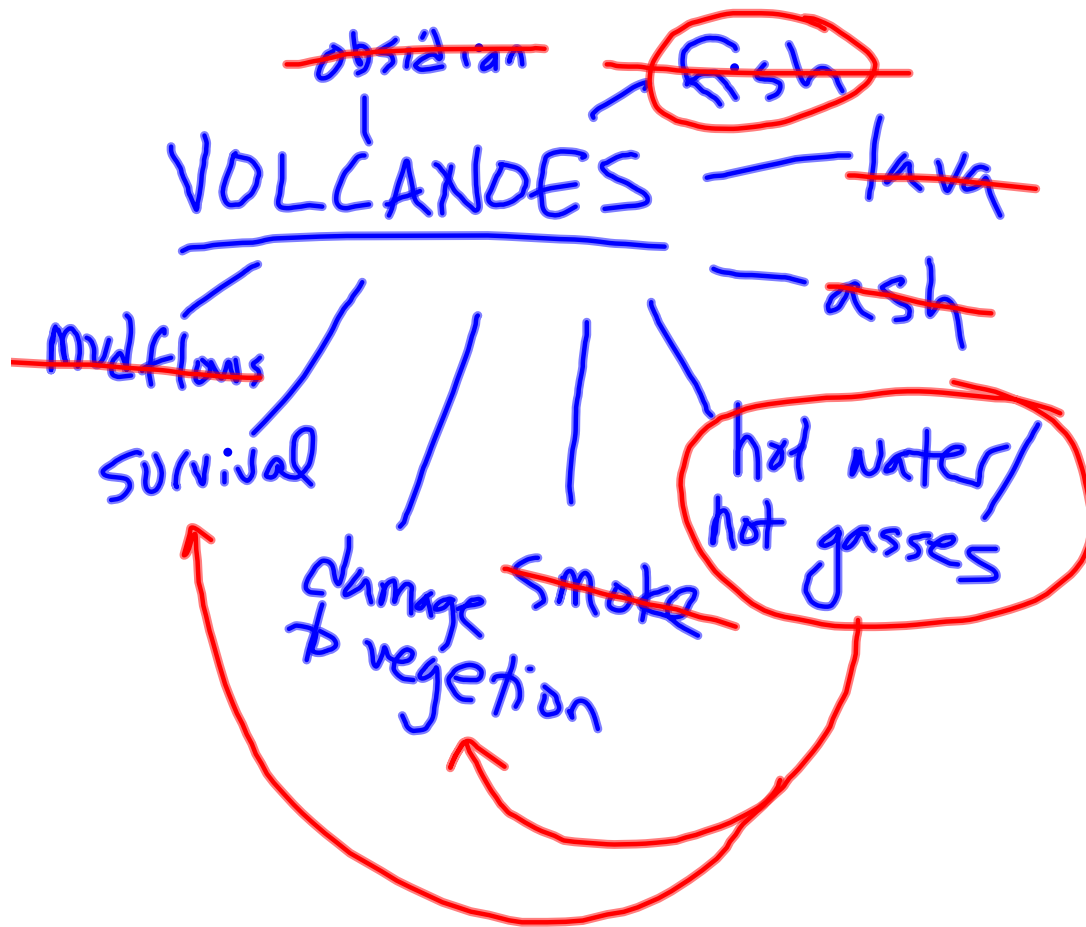 obsidian
fish
VOLCANOES
lava
ash
mudflows
survival
hot water/
hot gasses
damage
to vegetion
smoke